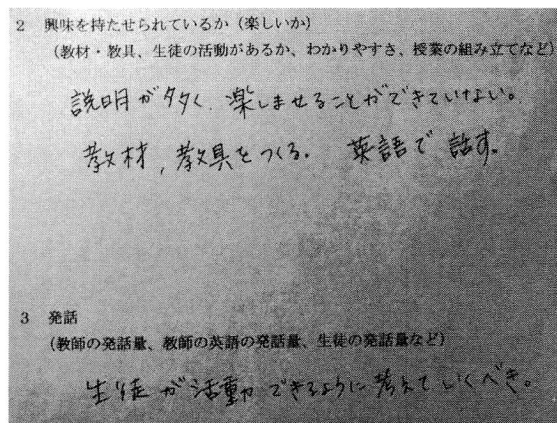 2 興味を持たせられているか（楽しいか）
（教材・教具、生徒の活動があるか、わかりやすさ、授業の組み立てなど）
説明が多く、楽しませることができていない。
教材，教具をつくる。 英語で話す。
3 発話
（教師の発話量、教師の英語の発話量、生徒の発話量など）
生徒が活動できるように考えていくべき。